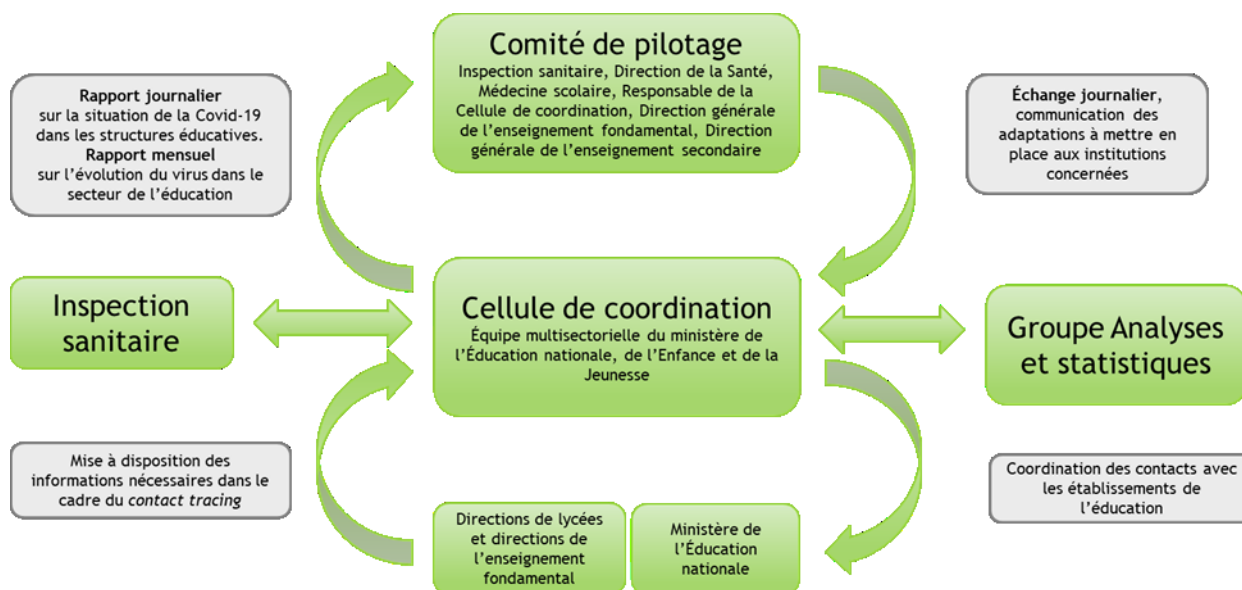 Comité de pilotage
Inspection sanitaire, Direction de la Santé,
Médecine scolaire, Responsable de la
Cellule de coordination, Direction générale
de l'enseignement fondamental, Direction
générale de l'enseignement secondaire
Rapport journalier
sur la situation de la Covid-19
dans les structures éducatives.
Rapport mensuel
sur l'évolution du virus dans le
secteur de l'éducation
Échange journalier,
communication des
adaptations à mettre en
place aux institutions
concernées
Inspection
sanitaire
Cellule de coordination
Équipe multisectorielle du ministère de
l'Éducation nationale, de l'Enfance et de la
Jeunesse
Groupe Analyses
et statistiques
Mise à disposition des
informations nécessaires dans le
cadre du contact tracing
Coordination des contacts avec
les établissements de
l'éducation
Directions de lycées
et directions de
l'enseignement
fondamental
Ministère de
l'Éducation
nationale